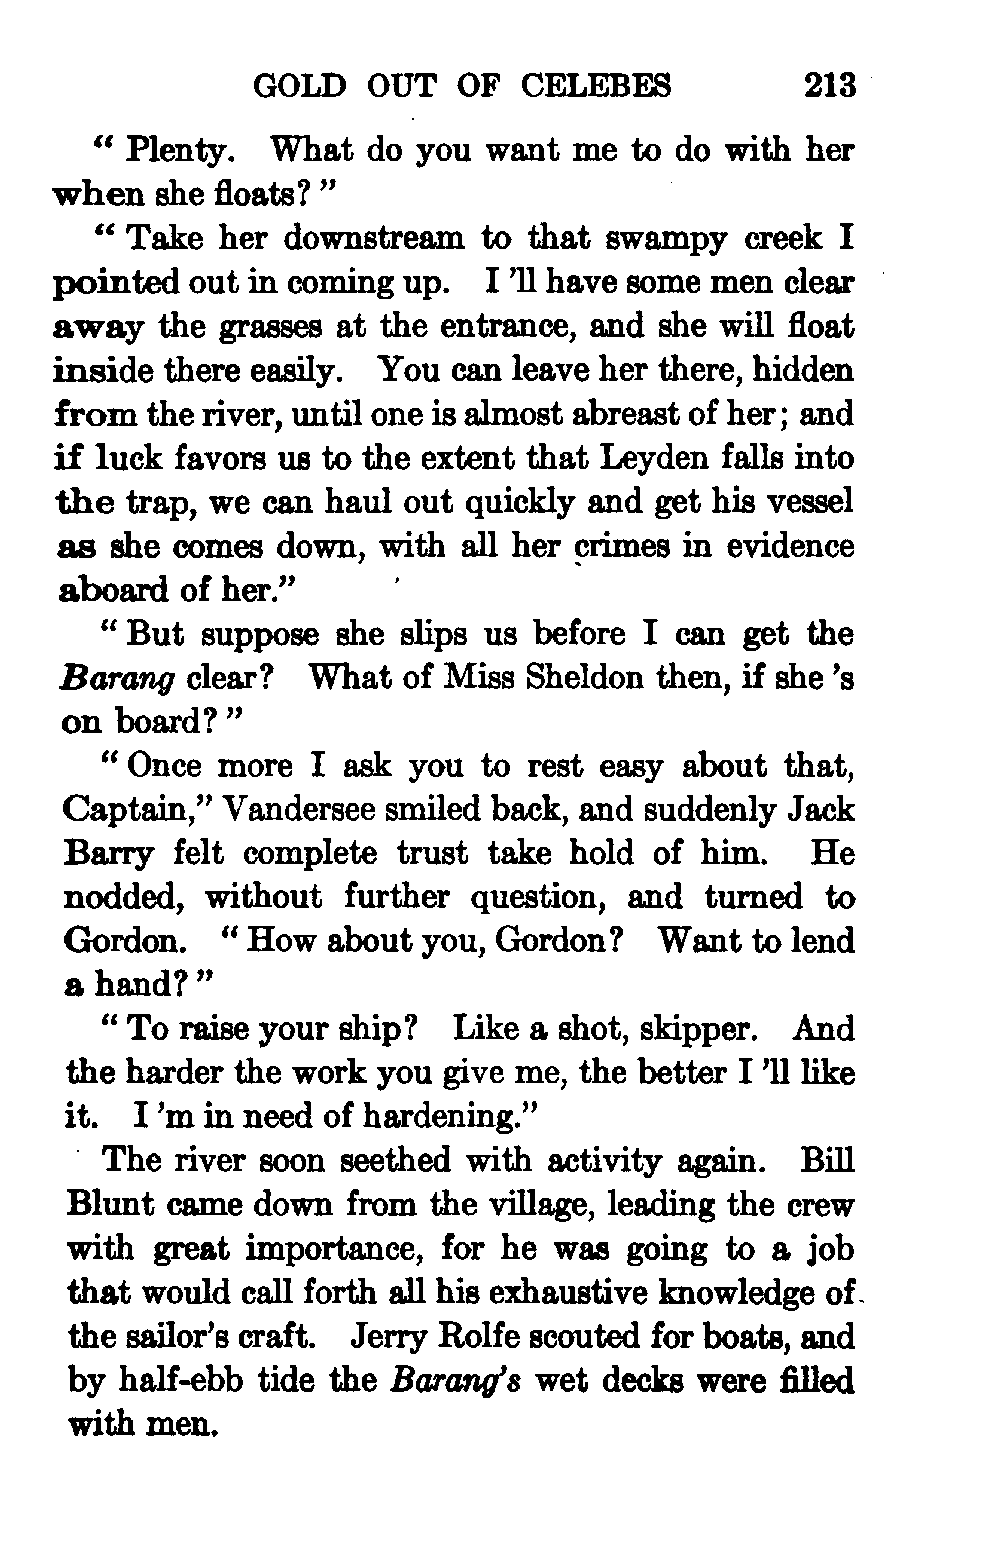 GOLD OUT OF CELEBES 213
“ Plenty. What do you want me to do with her
when she floats? ”
“ Take her downstream to that swampy creek I
pointed out in coming up. I ’ll have some men clear
away the grasses at the entrance, and she will float
inside there easily. You can leave her there, hidden
from the river, until one is almost abreast of her; and
if luck favors us to the extent that Leyden falls into
the trap, we can haul out quickly and get his vessel
as she comes down, with all her crimes in evidence
aboard of her.”
“ But suppose she slips us before I can get the
Barang clear? What of Miss Sheldon then, if she ’s
on board? ”
“ Once more I ask you to rest easy about that,
Captain,” Vandersee smiled back, and suddenly Jack
Barry felt complete trust take hold of him. He
nodded, without further question, and turned to
Gordon. “ How about you, Gordon? Want to lend
a hand? ”
“ To raise your ship? Like a shot, skipper. And
the harder the work you give me, the better I ’ll like
it. I ’m in need of hardening.”
The river soon seethed with activity again. Bill
Blunt came down from the village, leading the crew
with great importance, for he was going to a job
that would call forth all his exhaustive knowledge of
the sailor’s craft. Jerry Rolfe scouted for boats, and
by half-ebb tide the Barang’s wet decks were filled
with men.